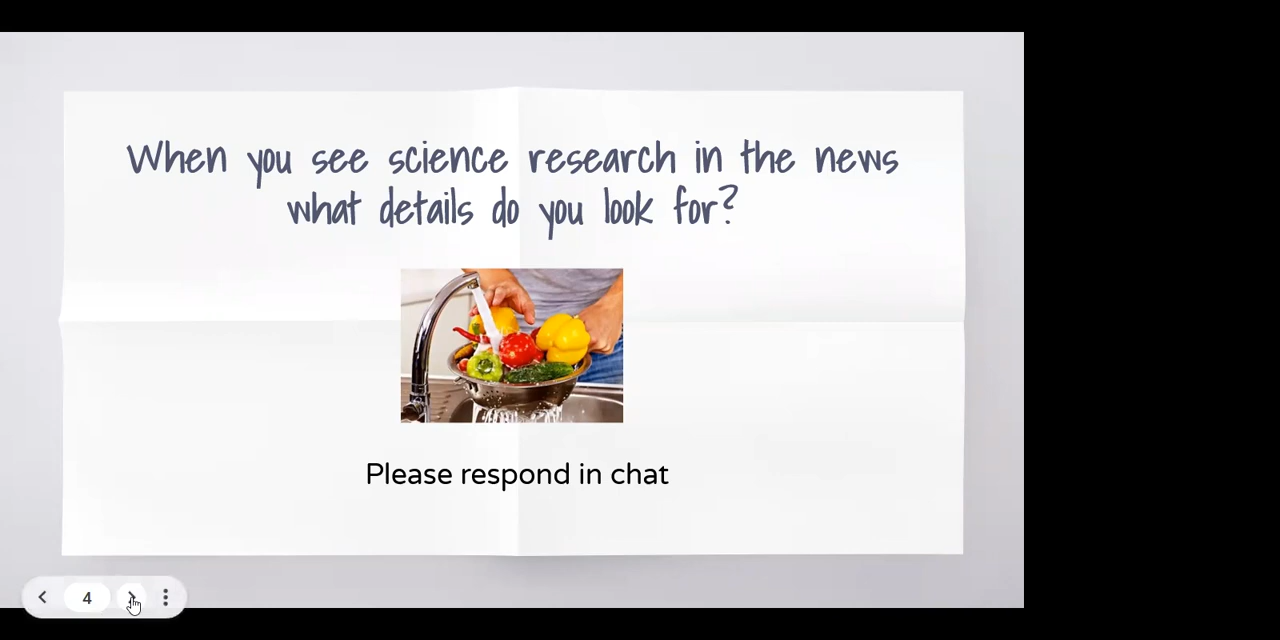 When you see science research in the news
what details do you look for?
Please respond in chat
4